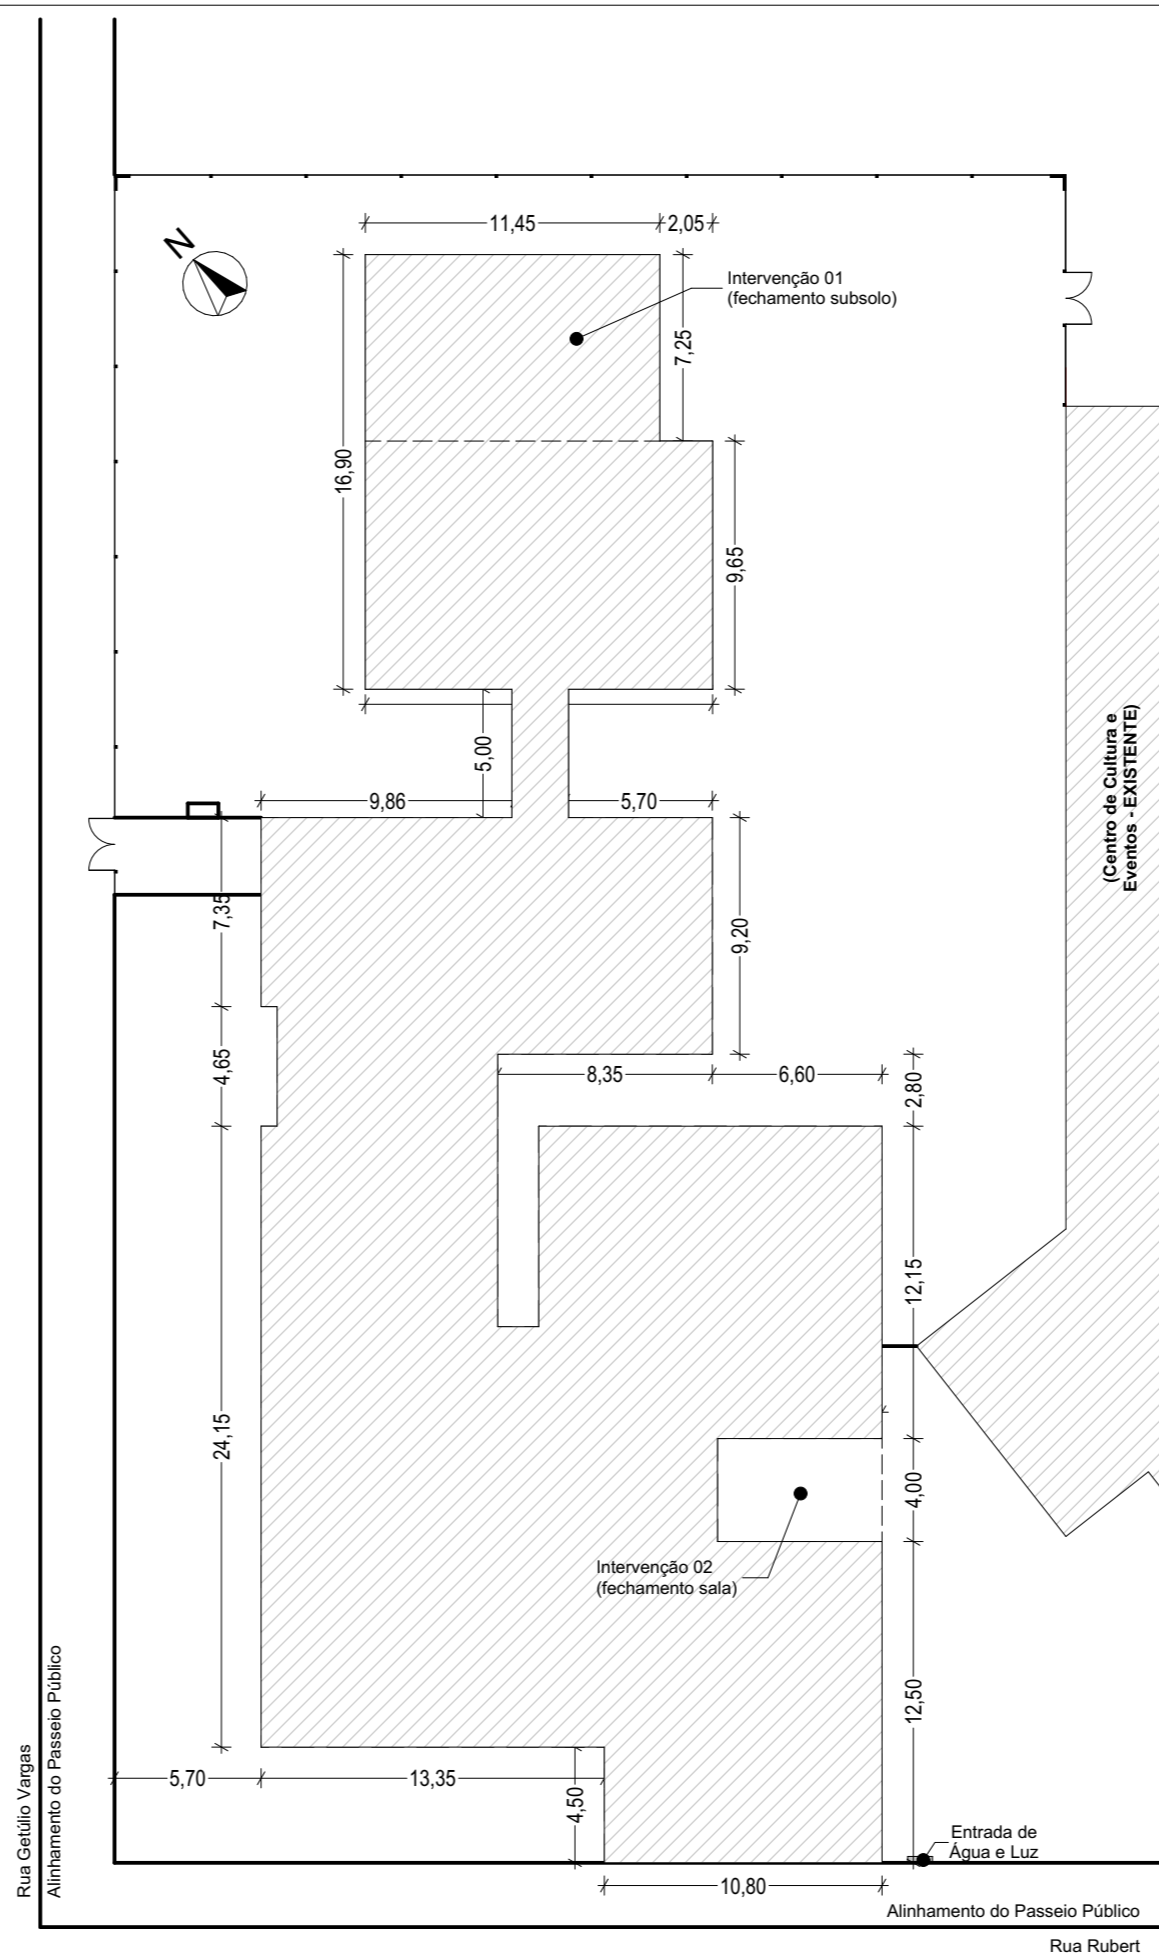 N
11,45
2,05
Intervenção 01
(fechamento subsolo)
7,25
16,90
9,65
5,00
9,86
5,70
(Centro de Cultura e
Eventos - EXISTENTE)
7,35
9,20
4,65
8,35
6,60
2,80
12,15
24,15
4,00
Intervenção 02
(fechamento sala)
12,50
5,70
13,35
4,50
Entrada de
Água e Luz
10,80
Rua Getúlio Vargas
Alinhamento do Passeio Público
Alinhamento do Passeio Público
Rua Rubert